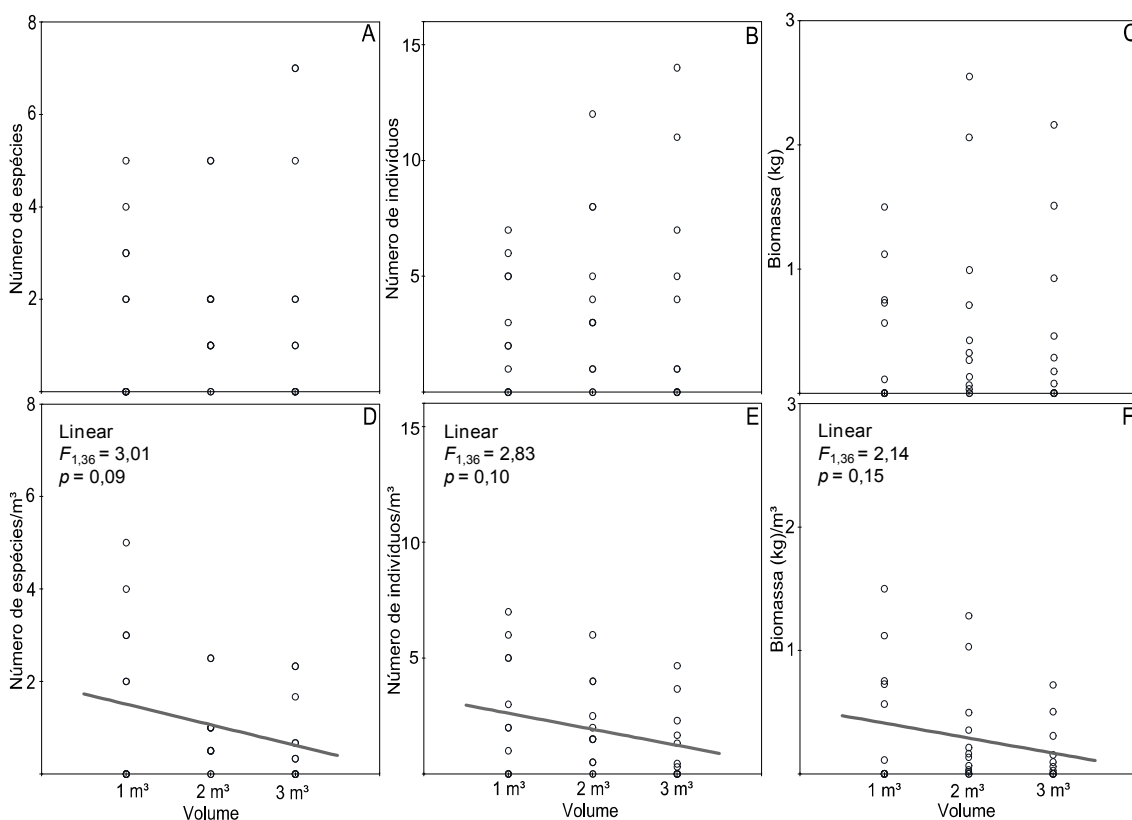 A
8
6
4
2
Número de espécies
B
15
10
5
Número de indivíduos
C
3
2
1
Biomassa (kg)
D
Linear
F1,36 = 3,01
p = 0,09
8
6
4
2
Número de espécies/m³
1 m³ 2 m³ 3 m³
Volume
E
Linear
F1,36 = 2,83
p = 0,10
15
10
5
Número de indivíduos/m³
1 m³ 2 m³ 3 m³
Volume
F
Linear
F1,36 = 2,14
p = 0,15
3
2
1
Biomassa (kg)/m³
1 m³ 2 m³ 3 m³
Volume